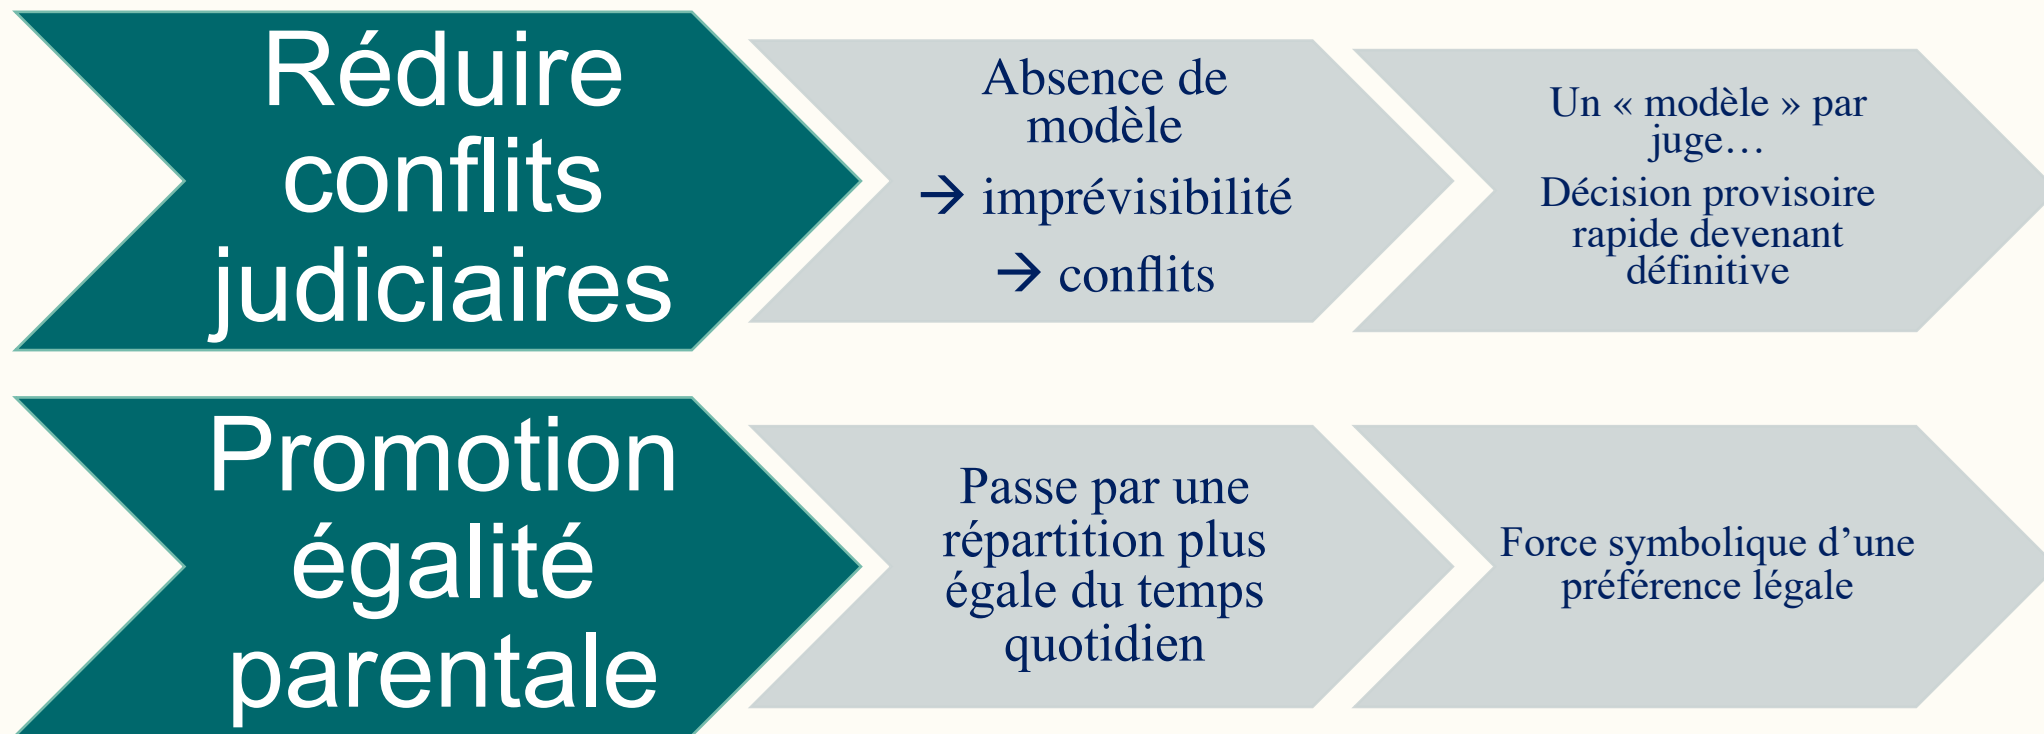 Réduire
conflits
judiciaires
Absence de
modèle
→ imprévisibilité
→ conflits
Un « modèle » par
juge…
Décision provisoire
rapide devenant
définitive
Promotion
égalité
parentale
Passe par une
répartition plus
égale du temps
quotidien
Force symbolique d’une
préférence légale